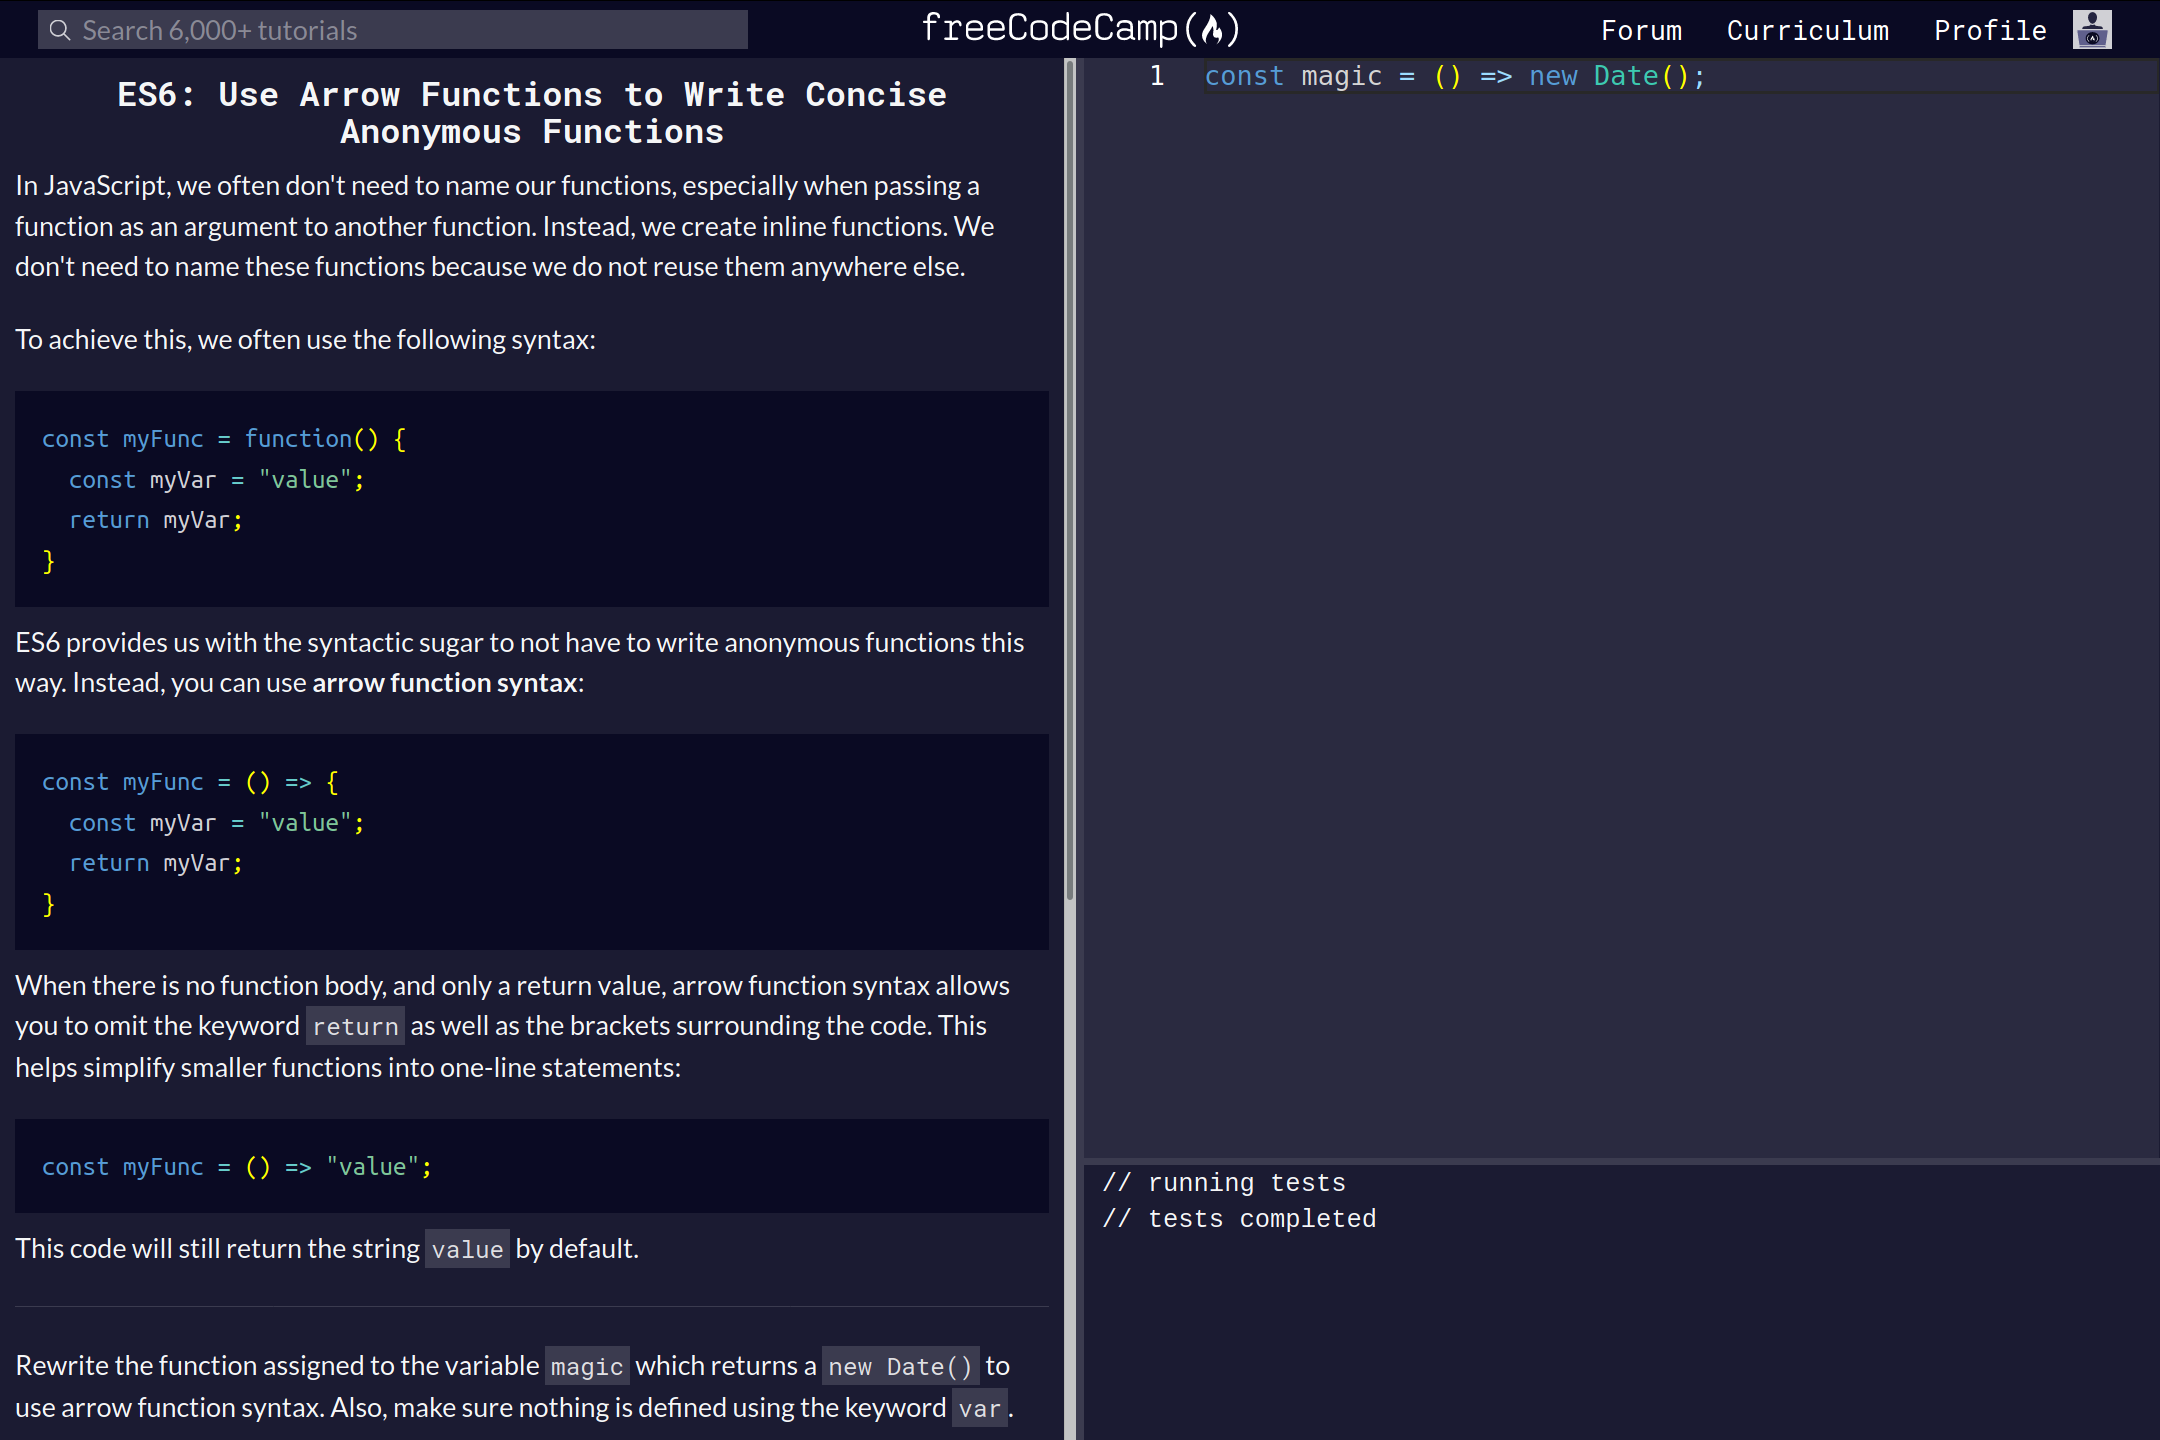 Search 6,000+ tutorials
freeCodeCamp
Forum
Curriculum
Profile
ES6: Use Arrow Functions to Write Concise
Anonymous Functions
In JavaScript, we often don't need to name our functions, especially when passing a
function as an argument to another function. Instead, we create inline functions. We
don't need to name these functions because we do not reuse them anywhere else.
To achieve this, we often use the following syntax:
const myFunc = function() {
  const myVar = "value";
  return myVar;
}
ES6 provides us with the syntactic sugar to not have to write anonymous functions this
way. Instead, you can use arrow function syntax:
const myFunc = () => {
  const myVar = "value";
  return myVar;
}
When there is no function body, and only a return value, arrow function syntax allows
you to omit the keyword return as well as the brackets surrounding the code. This
helps simplify smaller functions into one-line statements:
const myFunc = () => "value";
This code will still return the string value by default.
Rewrite the function assigned to the variable magic which returns a new Date() to
use arrow function syntax. Also, make sure nothing is defined using the keyword var.
1 const magic = () => new Date();
// running tests
// tests completed